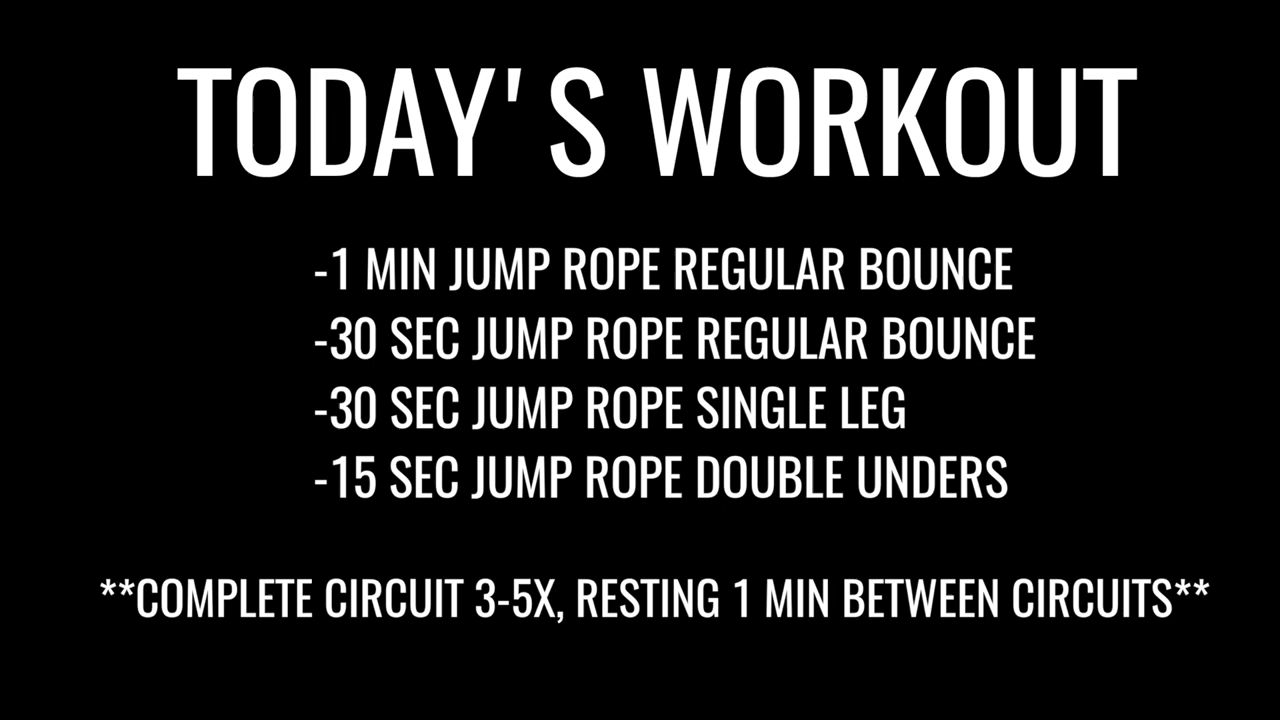 TODAY'S WORKOUT
-1 MIN JUMP ROPE REGULAR BOUNCE
-30 SEC JUMP ROPE REGULAR BOUNCE
-30 SEC JUMP ROPE SINGLE LEG
-15 SEC JUMP ROPE DOUBLE UNDERS
**COMPLETE CIRCUIT 3-5X, RESTING 1 MIN BETWEEN CIRCUITS**